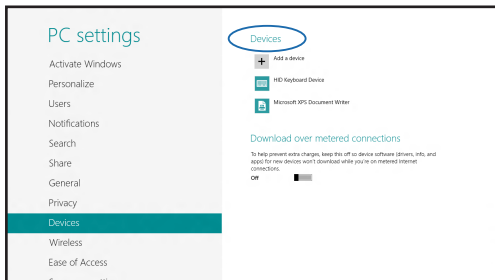 PC settings
Activate Windows
Personalize
Users
Notifications
Search
Share
General
Privacy
Devices
Wireless
Ease of Access
Devices
Add a device
HID Keyboard Device
Microsoft XPS Document Writer
Download over metered connections
To help prevent extra charges, keep this off so device software (drivers, info, and
apps) for new devices won't download while you're on metered Internet
connections.
Off